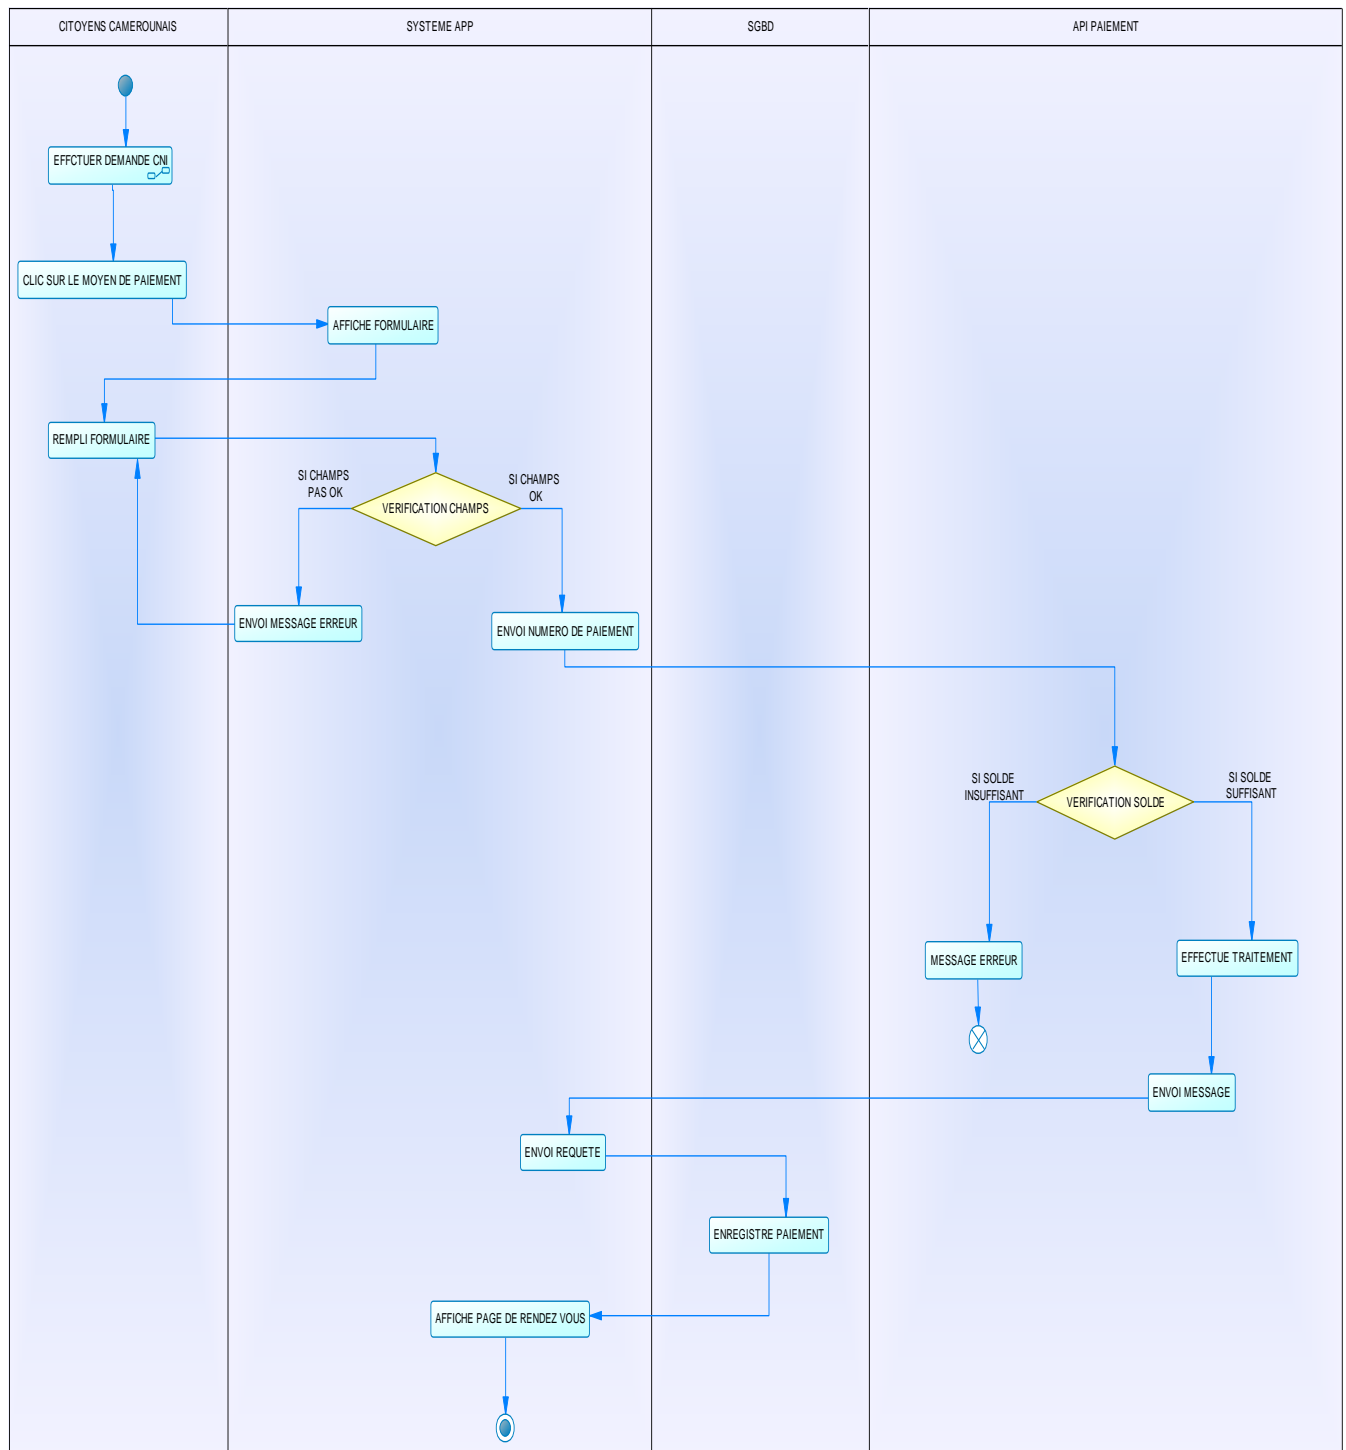 CITOYENS CAMEROUNAIS
SYSTEME APP
SGBD
API PAIEMENT
EFFCTUER DEMANDE CNI
CLIC SUR LE MOYEN DE PAIEMENT
AFFICHE FORMULAIRE
REMPLI FORMULAIRE
SI CHAMPS
PAS OK
SI CHAMPS
OK
VERIFICATION CHAMPS
ENVOI MESSAGE ERREUR
ENVOI NUMERO DE PAIEMENT
SI SOLDE
INSUFFISANT
SI SOLDE
SUFFISANT
VERIFICATION SOLDE
MESSAGE ERREUR
EFFECTUE TRAITEMENT
ENVOI MESSAGE
ENVOI REQUETE
ENREGISTRE PAIEMENT
AFFICHE PAGE DE RENDEZ VOUS